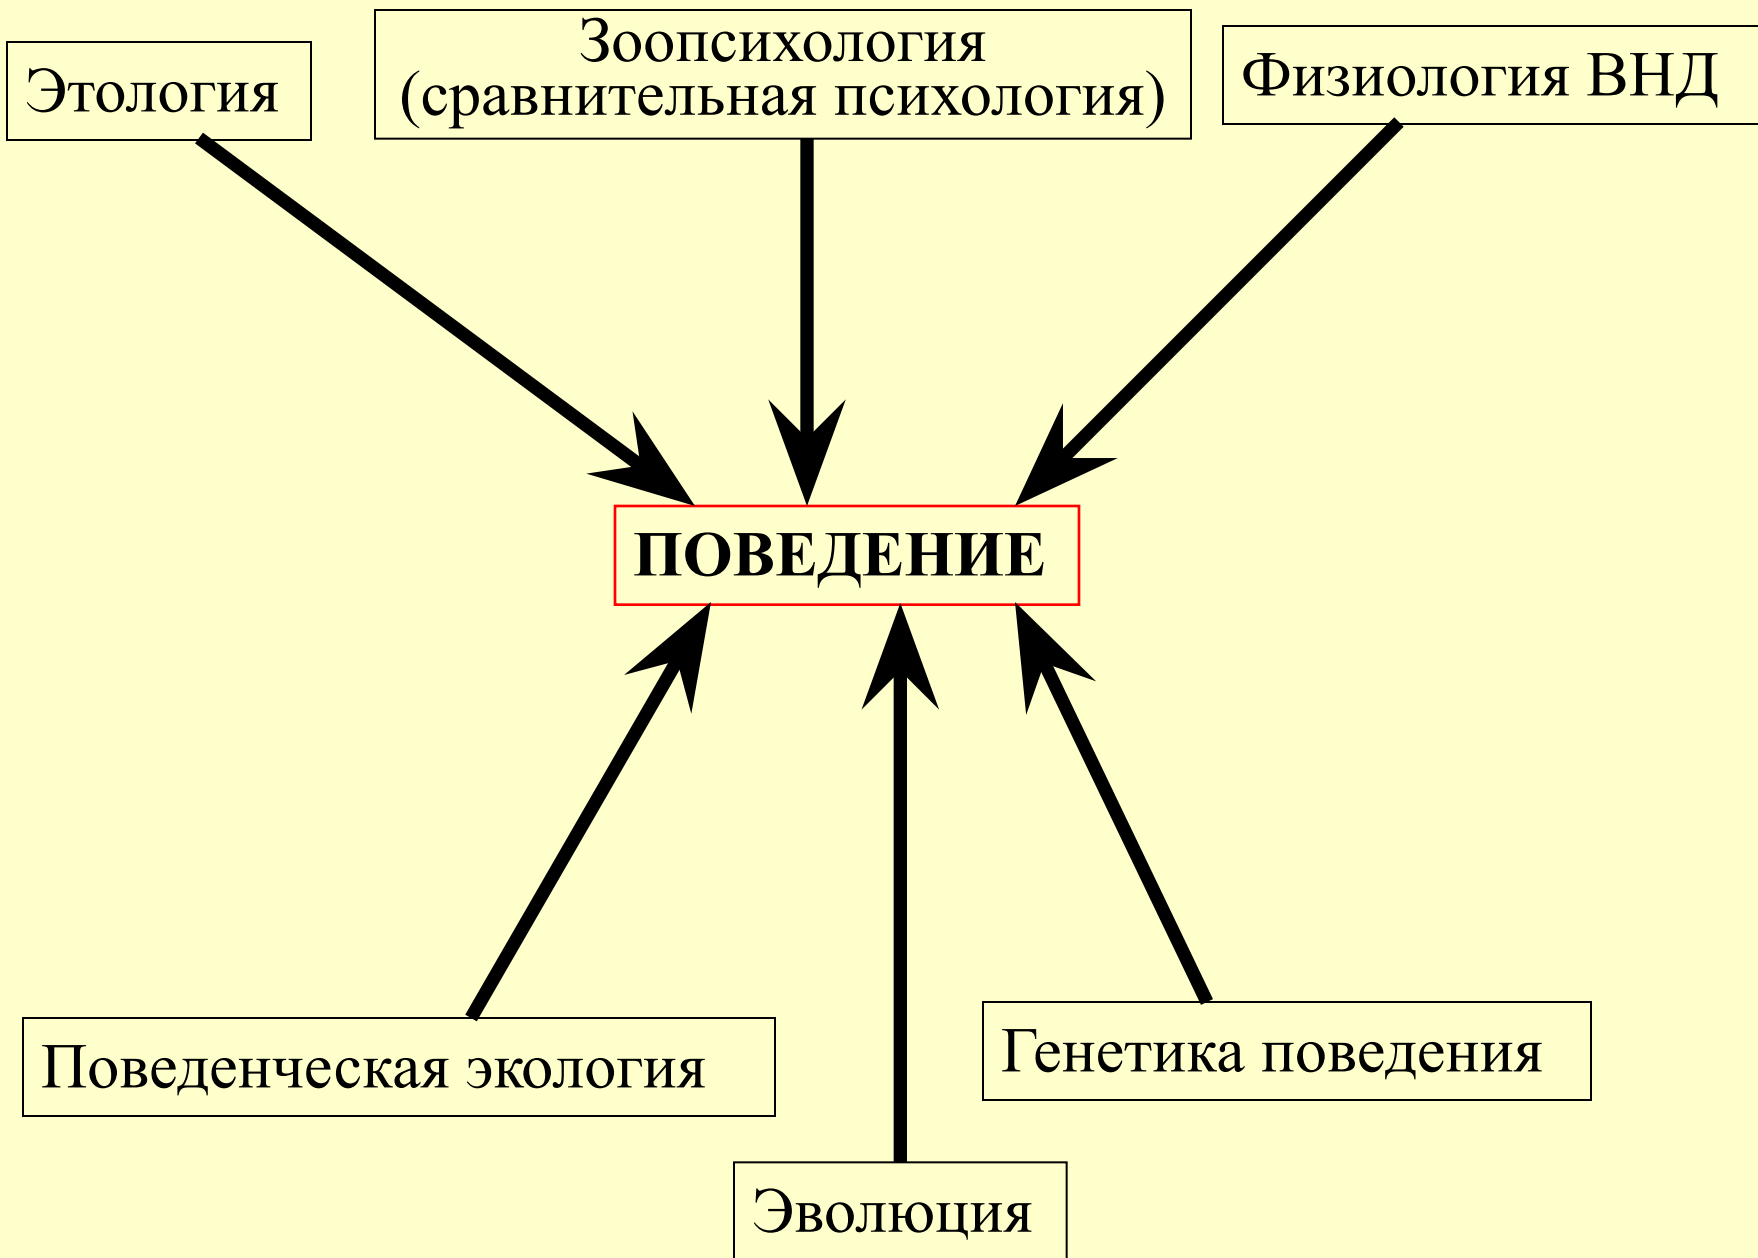 Этология
Зоопсихология
(сравнительная психология)
Физиология ВНД
ПОВЕДЕНИЕ
Поведенческая экология
Генетика поведения
Эволюция